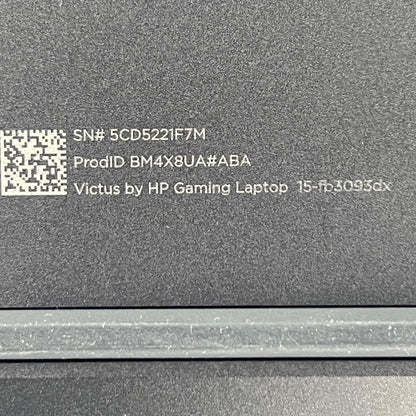 SN# 5CD5221F7M
ProdID BM4X8UA#ABA
Victus by HP Gaming Laptop 15-fb3093dx